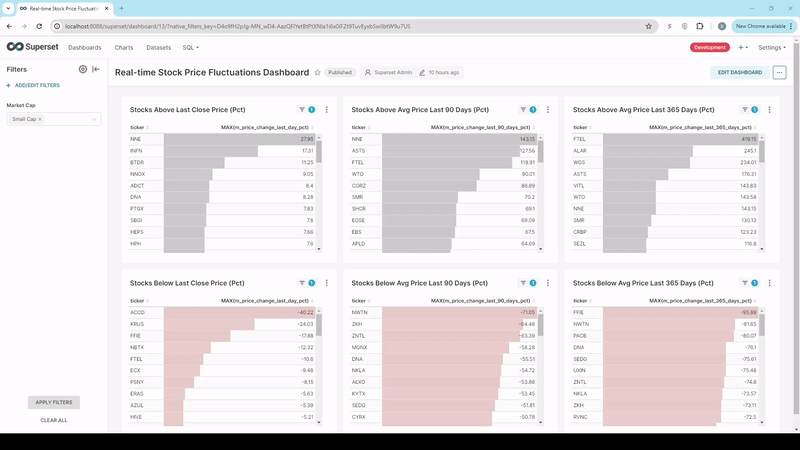 Real-time Stock Price Fluctuatio
localhost:8088/superset/dashboard/13/?native_filters_key=
New Chrome available
Superset
Dashboards Charts Datasets SQL
Development
Settings
Filters
ADD/EDIT FILTERS
Market Cap
Small Cap
APPLY FILTERS
CLEAR ALL
Real-time Stock Price Fluctuations Dashboard
Published
Superset Admin
10 hours ago
EDIT DASHBOARD
Stocks Above Last Close Price (Pct)
1
ticker MAX(m_price_change_last_day_pct)
NNE 27.95
INFN 17.31
BTDR 11.25
NNOX 9.05
ADCT 8.4
DNA 8.28
PTGX 7.83
SBGI 7.8
HEPS 7.66
HPH 7.6
Stocks Above Avg Price Last 90 Days (Pct)
1
ticker MAX(m_price_change_last_90_days_pct)
NNE 143.15
ASTS 127.56
FTEL 119.91
WTO 90.01
CORZ 86.89
SMR 70.2
SHCR 69.1
EOSE 69.09
EBS 67.5
APLD 64.69
Stocks Above Avg Price Last 365 Days (Pct)
1
ticker MAX(m_price_change_last_365_days_pct)
FTEL 419.15
ALAR 245.1
WGS 234.01
ASTS 176.31
VITL 143.83
WTO 143.58
NNE 143.15
SMR 130.13
CRBP 123.23
SEZL 116.8
Stocks Below Last Close Price (Pct)
1
ticker MAX(m_price_change_last_day_pct)
ACCD -40.22
KRUS -24.03
FFIE -17.88
NBTX -12.32
FTEL -10.6
ECX -9.48
PSNY -8.15
ERAS -5.63
AZUL -5.39
HIVE -5.21
Stocks Below Avg Price Last 90 Days (Pct)
1
ticker MAX(m_price_change_last_90_days_pct)
NWTN -71.05
ZKH -64.48
ZNTL -63.39
MGNX -58.28
DNA -55.51
NKLA -54.72
ALXO -53.86
KYTX -53.45
SEDG -51.81
CYRX -50.78
Stocks Below Avg Price Last 365 Days (Pct)
1
ticker MAX(m_price_change_last_365_days_pct)
FFIE -95.88
NWTN -81.65
PACB -80.07
DNA -76.1
SEDG -75.61
UXIN -75.48
ZNTL -74.8
NKLA -73.57
ZKH -73.11
RVNC -72.5